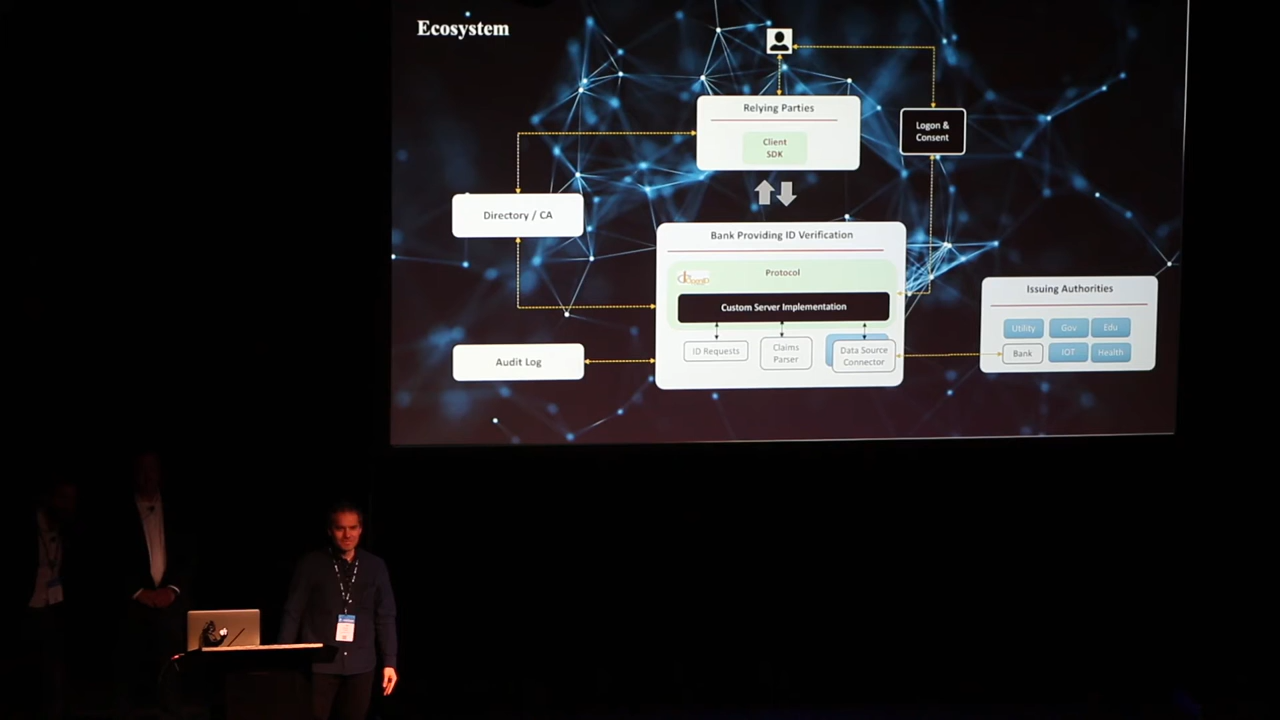 Ecosystem
Relying Parties
Client
SDK
Logon &
Consent
Directory / CA
Bank Providing ID Verification
Protocol
Custom Server Implementation
ID Requests
Claims
Parser
Data Source
Connector
Audit Log
Issuing Authorities
Utility
Gov
Edu
Bank
IOT
Health